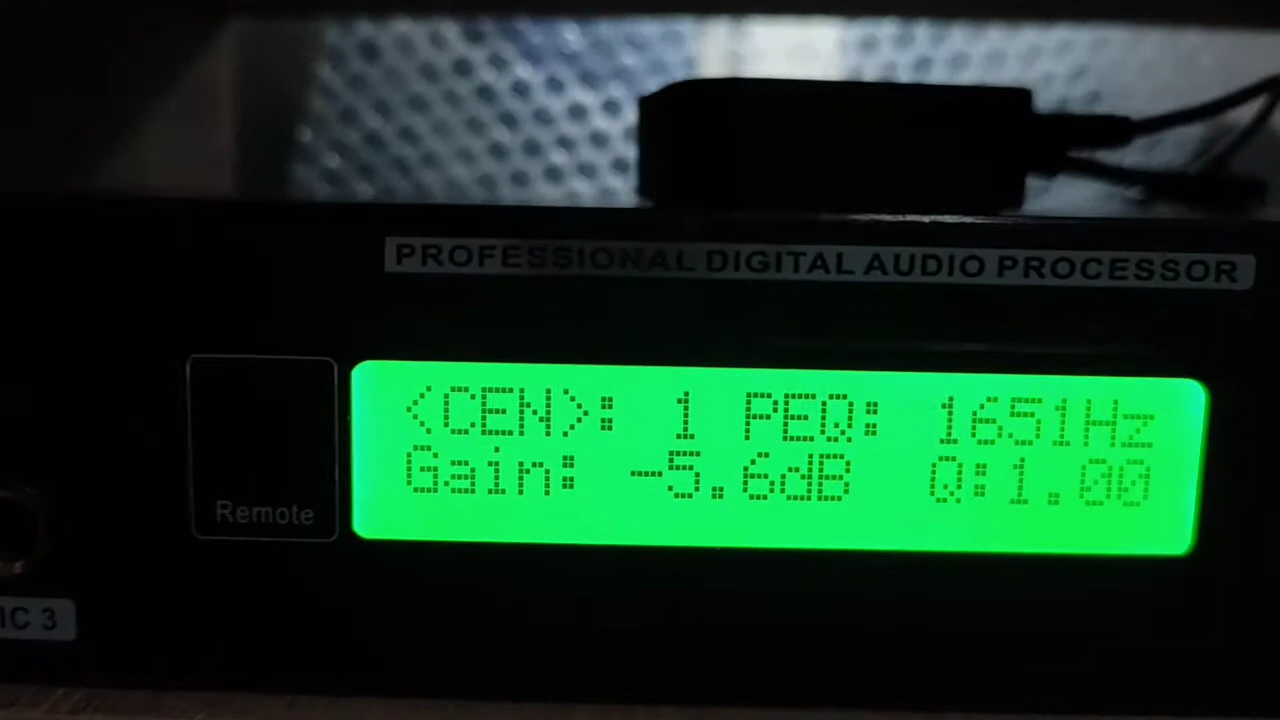 PROFESSIONAL DIGITAL AUDIO PROCESSOR
<CEN>: 1 PEQ: 1651Hz
Gain: -5.6dB Q:1.00
Remote
IC 3